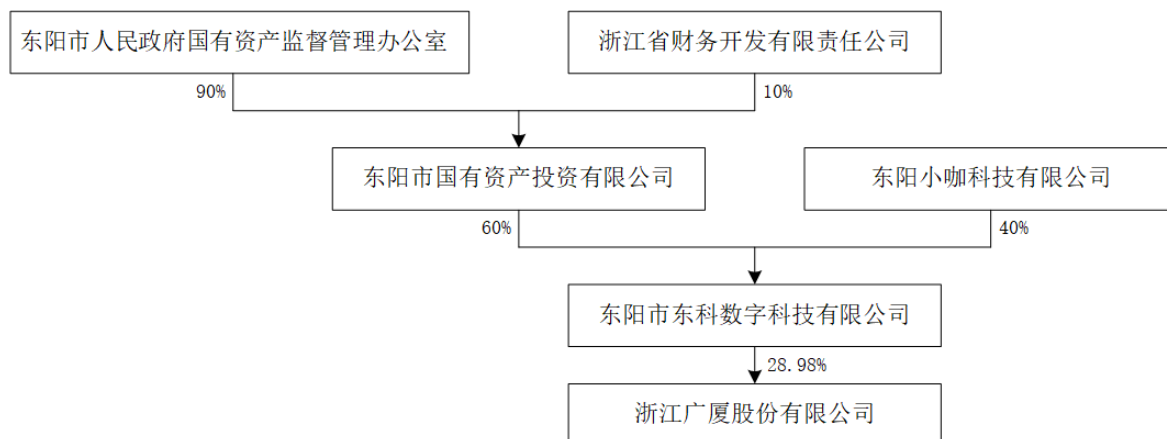 东阳市人民政府国有资产监督管理办公室
浙江省财务开发有限责任公司
90%
10%
东阳市国有资产投资有限公司
东阳小咖科技有限公司
60%
40%
东阳市东科数字科技有限公司
28.98%
浙江广厦股份有限公司